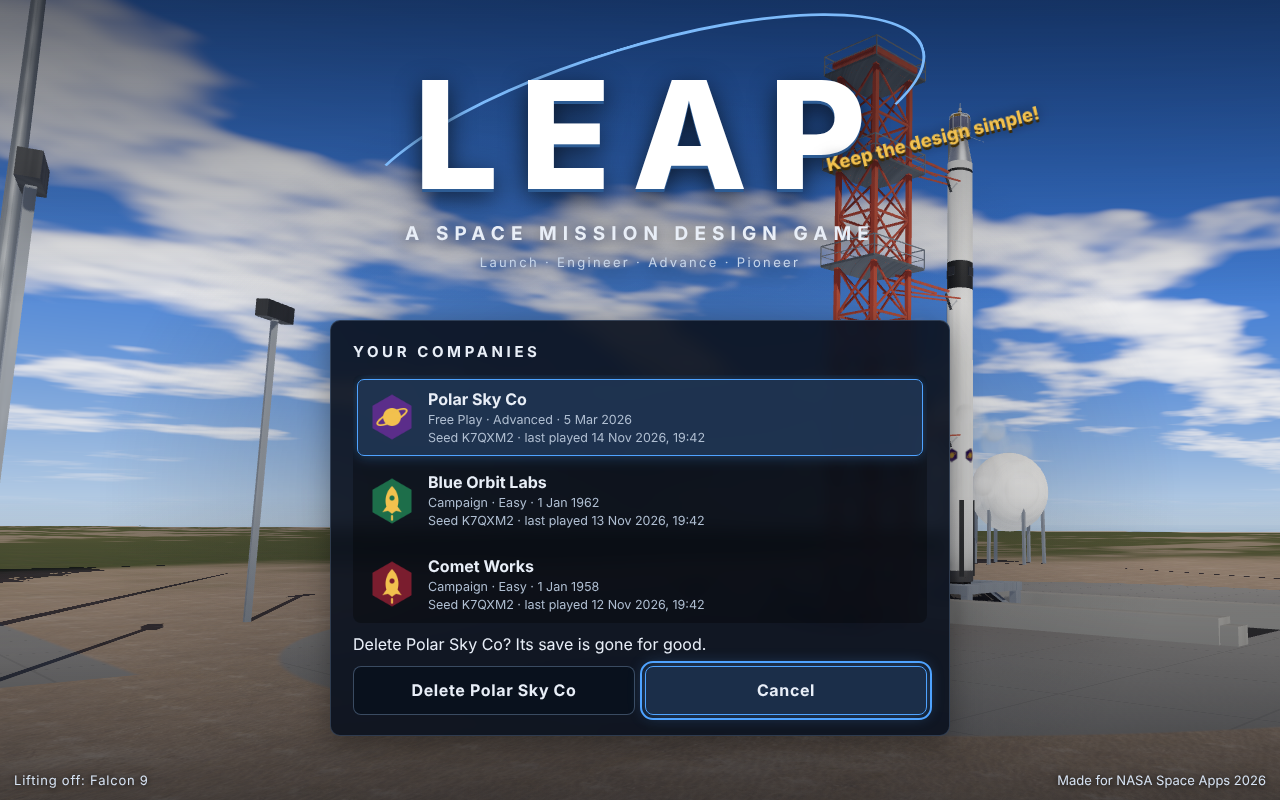 LEAP
Keep the design simple!
A SPACE MISSION DESIGN GAME
Launch · Engineer · Advance · Pioneer
YOUR COMPANIES
Polar Sky Co
Free Play · Advanced · 5 Mar 2026
Seed K7QXM2 · last played 14 Nov 2026, 19:42
Blue Orbit Labs
Campaign · Easy · 1 Jan 1962
Seed K7QXM2 · last played 13 Nov 2026, 19:42
Comet Works
Campaign · Easy · 1 Jan 1958
Seed K7QXM2 · last played 12 Nov 2026, 19:42
Delete Polar Sky Co? Its save is gone for good.
Delete Polar Sky Co
Cancel
Lifting off: Falcon 9
Made for NASA Space Apps 2026